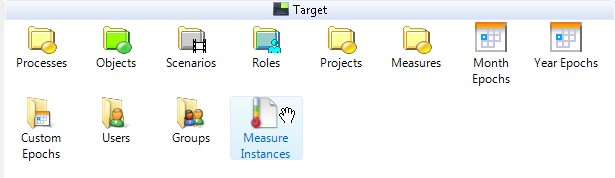 Target
Processes
Objects
Scenarios
Roles
Projects
Measures
Month
Epochs
Year Epochs
Custom
Epochs
Users
Groups
Measure
Instances